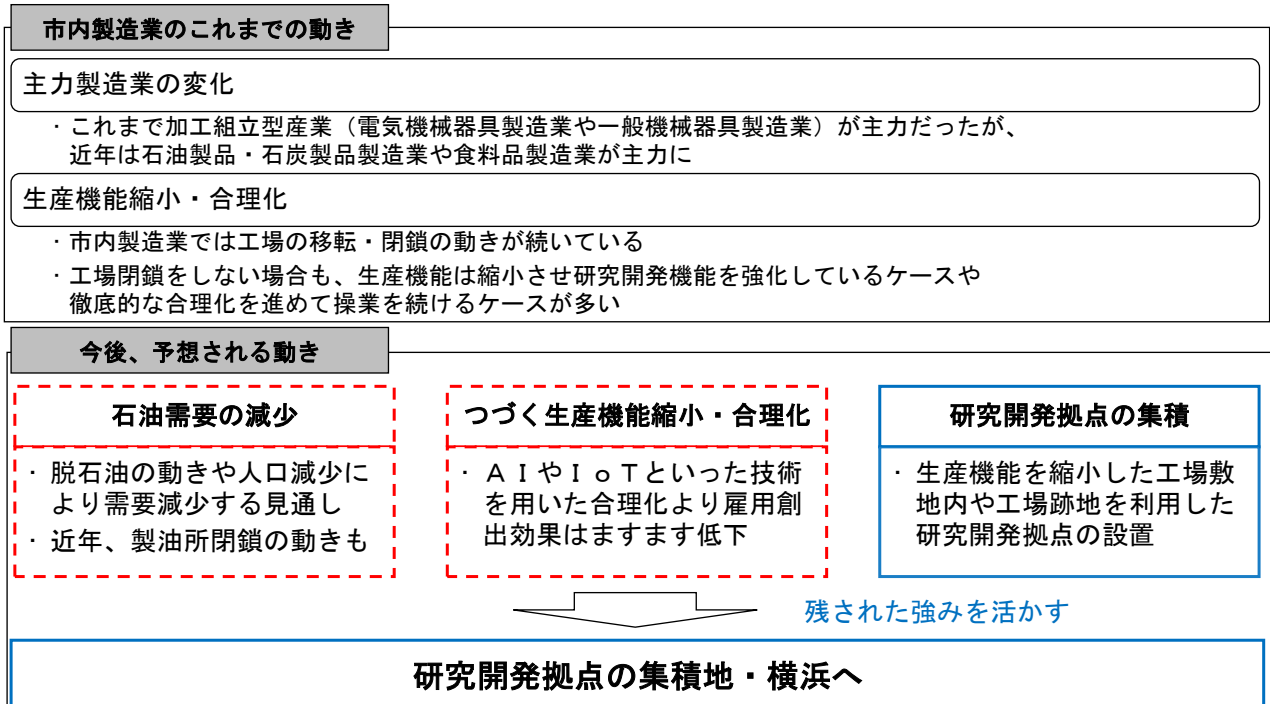 市内製造業のこれまでの動き
主力製造業の変化
・これまで加工組立型産業（電気機械器具製造業や一般機械器具製造業）が主力だったが、
近年は石油製品・石炭製品製造業や食料品製造業が主力に
生産機能縮小・合理化
・市内製造業では工場の移転・閉鎖の動きが続いている
・工場閉鎖をしない場合も、生産機能は縮小させ研究開発機能を強化しているケースや
徹底的な合理化を進めて操業を続けるケースが多い
今後、予想される動き
石油需要の減少
・脱石油の動きや人口減少に
より需要減少する見通し
・近年、製油所閉鎖の動きも
つづく生産機能縮小・合理化
・ＡＩやＩｏＴといった技術
を用いた合理化より雇用創
出効果はますます低下
研究開発拠点の集積
・生産機能を縮小した工場敷
地内や工場跡地を利用した
研究開発拠点の設置
残された強みを活かす
研究開発拠点の集積地・横浜へ